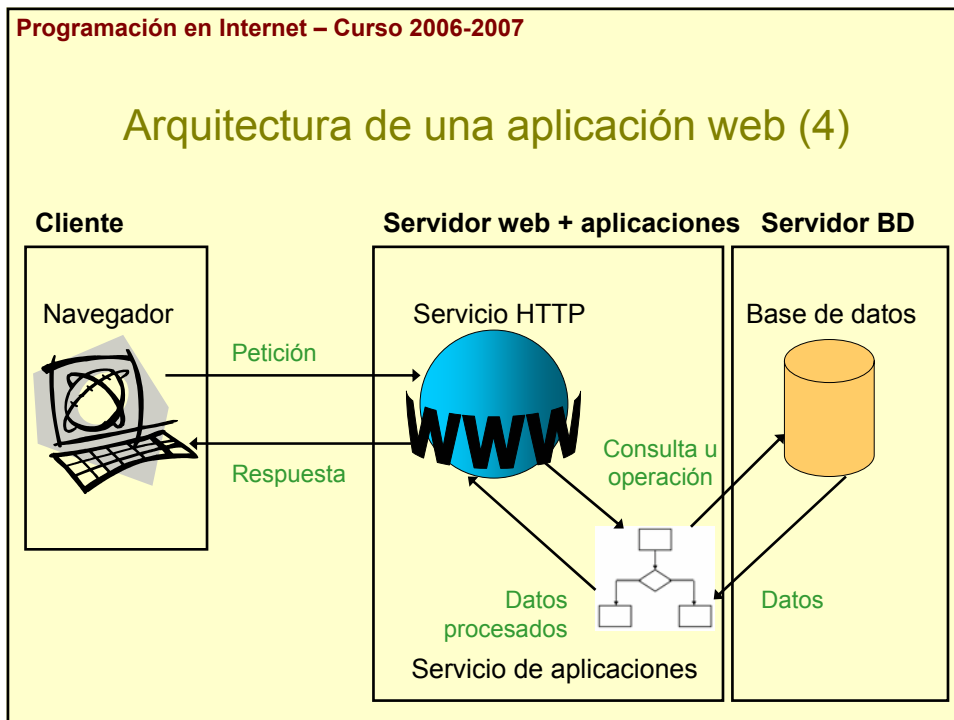 Programación en Internet – Curso 2006-2007
Arquitectura de una aplicación web (4)
Cliente
Servidor web + aplicaciones
Servidor BD
Navegador
Servicio HTTP
Base de datos
Petición
WWW
Respuesta
Consulta u
operación
Datos
procesados
Datos
Servicio de aplicaciones